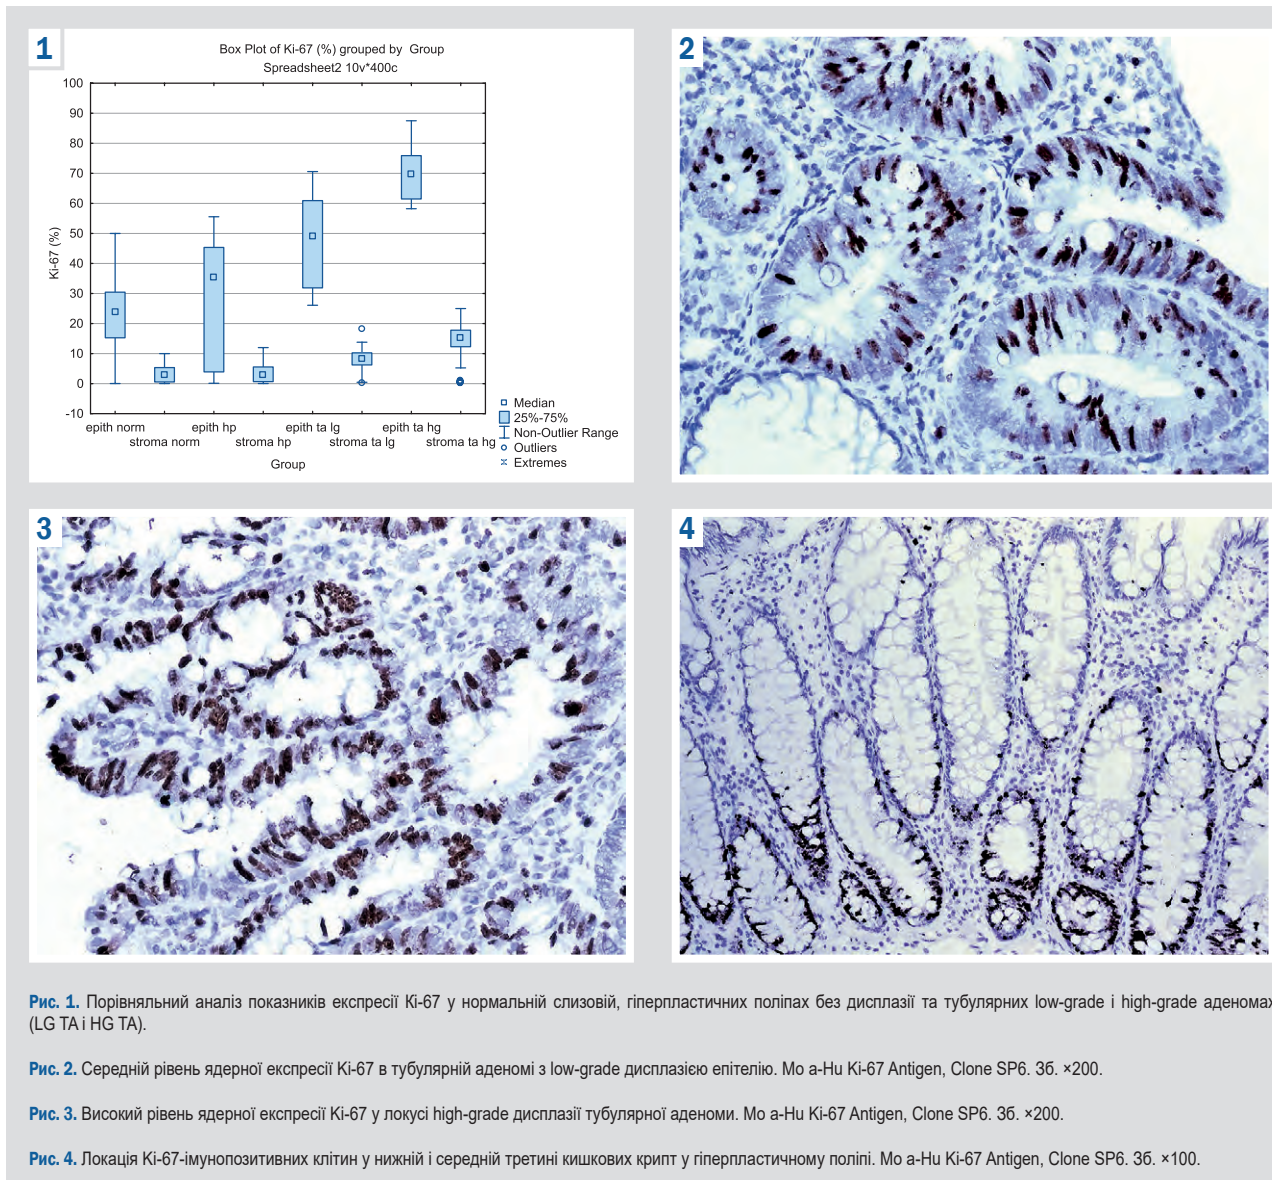 1
Box Plot of Ki-67 (%) grouped by Group
Spreadsheet2 10v*400c
100
90
80
70
60
50
40
30
20
10
0
-10
Ki-67 (%)
epith norm
stroma norm
epith hp
stroma hp
epith ta lg
stroma ta lg
epith ta hg
stroma ta hg
Group
Median
25%-75%
Non-Outlier Range
Outliers
Extremes
2
3
4
Рис. 1. Порівняльний аналіз показників експресії Ki-67 у нормальній слизовій, гіперпластичних поліпах без дисплазії та тубулярних low-grade і high-grade аденомах
(LG TA і HG TA).
Рис. 2. Середній рівень ядерної експресії Ki-67 в тубулярній аденомі з low-grade дисплазією епітелію. Mo a-Hu Ki-67 Antigen, Clone SP6. Зб. ×200.
Рис. 3. Високий рівень ядерної експресії Ki-67 у локусі high-grade дисплазії тубулярної аденоми. Mo a-Hu Ki-67 Antigen, Clone SP6. Зб. ×200.
Рис. 4. Локація Ki-67-імунопозитивних клітин у нижній і середній третині кишкових крипт у гіперпластичному поліпі. Mo a-Hu Ki-67 Antigen, Clone SP6. Зб. ×100.